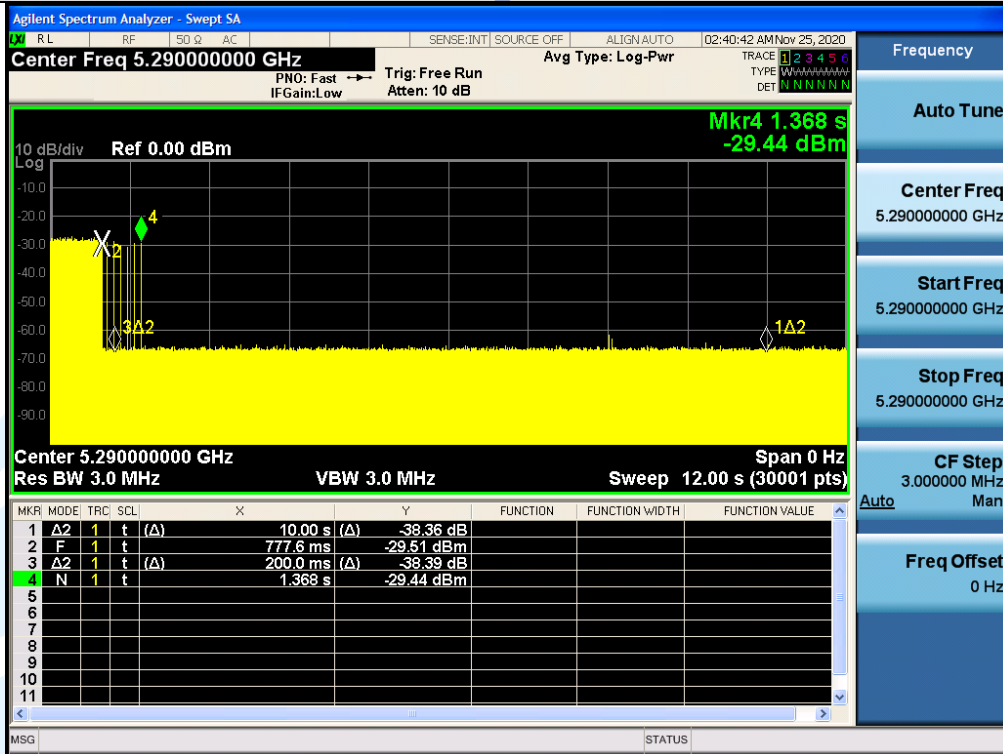 Agilent Spectrum Analyzer - Swept SA
LXI RL RF 50 Ω AC SENSE:INT SOURCE OFF ALIGN AUTO 02:40:42 AM Nov 25, 2020
Center Freq 5.290000000 GHz
PNO: Fast
IFGain:Low
Trig: Free Run
Atten: 10 dB
Avg Type: Log-Pwr
TRACE 1 2 3 4 5 6
TYPE W
DET N N N N N N
Mkr4 1.368 s
-29.44 dBm
10 dB/div Ref 0.00 dBm
Log
-10.0
-20.0
-30.0
-40.0
-50.0
-60.0
-70.0
-80.0
-90.0
4
2
3Δ2
1Δ2
Center 5.290000000 GHz Span 0 Hz
Res BW 3.0 MHz VBW 3.0 MHz Sweep 12.00 s (30001 pts)
MKR MODE TRC SCL X Y FUNCTION FUNCTION WIDTH FUNCTION VALUE
1 Δ2 1 t (Δ) 10.00 s (Δ) -38.36 dB
2 F 1 t 777.6 ms -29.51 dBm
3 Δ2 1 t (Δ) 200.0 ms (Δ) -38.39 dB
4 N 1 t 1.368 s -29.44 dBm
5
6
7
8
9
10
11
MSG STATUS
Frequency
Auto Tune
Center Freq
5.290000000 GHz
Start Freq
5.290000000 GHz
Stop Freq
5.290000000 GHz
CF Step
3.000000 MHz
Auto Man
Freq Offset
0 Hz